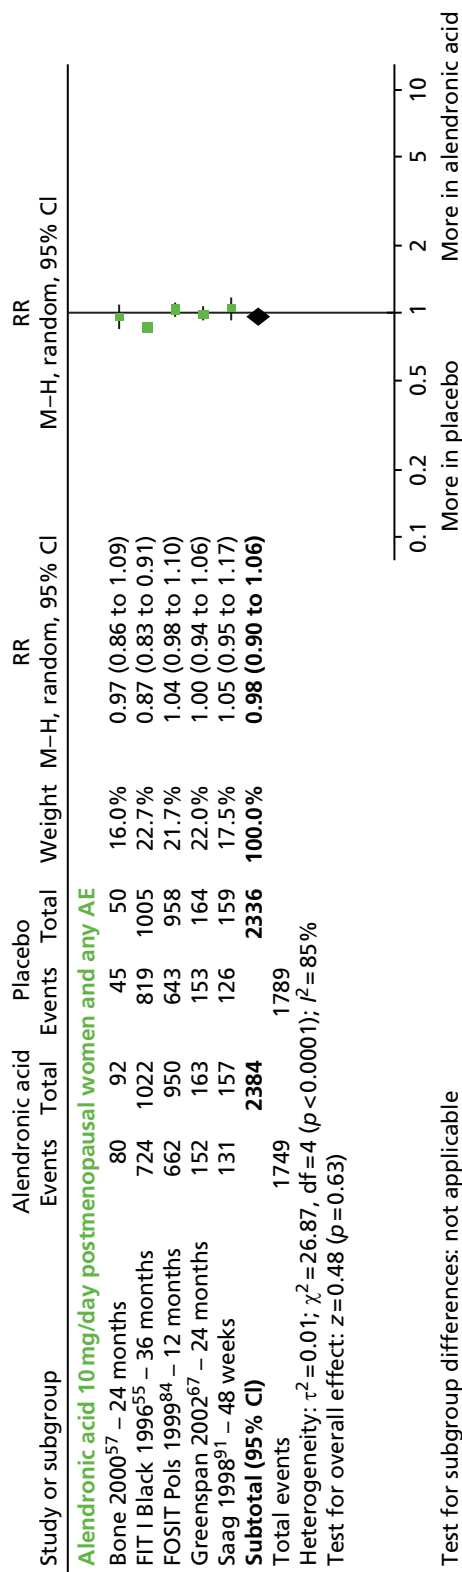 Alendronic acid Placebo RR RR
Study or subgroup Events Total Events Total Weight M–H, random, 95% CI M–H, random, 95% CI
Alendronic acid 10 mg/day postmenopausal women and any AE
Bone 2000⁵⁷ – 24 months 80 92 45 50 16.0% 0.97 (0.86 to 1.09)
FIT I Black 1996⁵⁵ – 36 months 724 1022 819 1005 22.7% 0.87 (0.83 to 0.91)
FOSIT Pols 1999⁸⁴ – 12 months 662 950 643 958 21.7% 1.04 (0.98 to 1.10)
Greenspan 2002⁶⁷ – 24 months 152 163 153 164 22.0% 1.00 (0.94 to 1.06)
Saag 1998⁹¹ – 48 weeks 131 157 126 159 17.5% 1.05 (0.95 to 1.17)
Subtotal (95% CI) 2384 2336 100.0% 0.98 (0.90 to 1.06)
Total events 1749 1789
Heterogeneity: τ²=0.01; χ²=26.87, df=4 (p<0.0001); I²=85%
Test for overall effect: z=0.48 (p=0.63)
0.1 0.2 0.5 1 2 5 10
More in placebo More in alendronic acid
Test for subgroup differences: not applicable